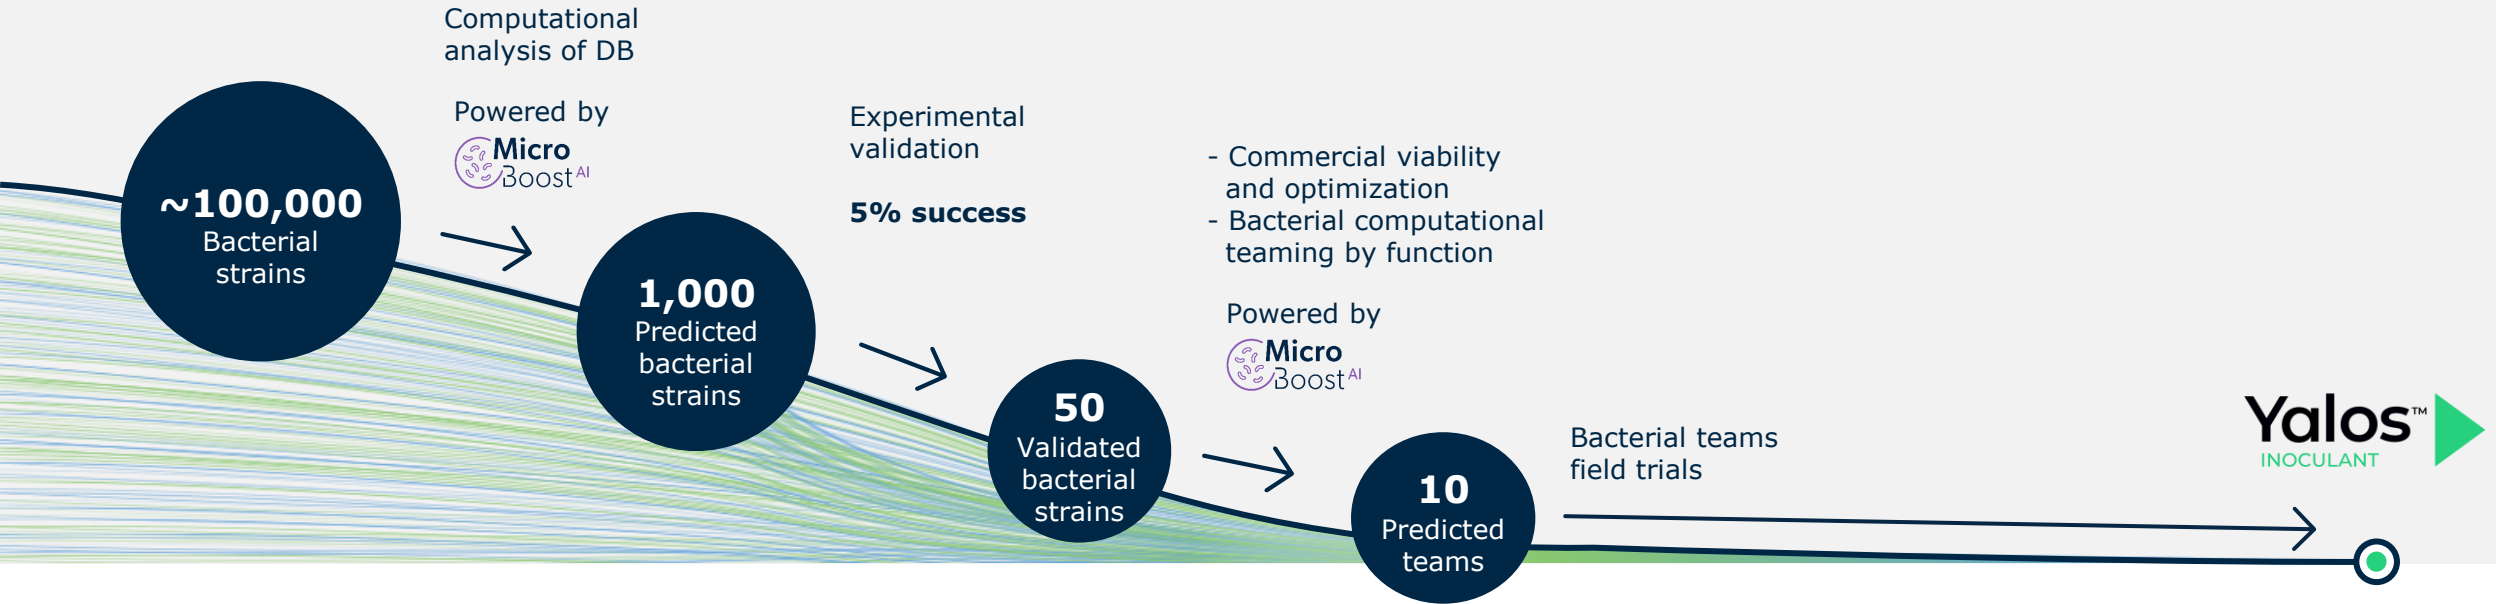 Computational
analysis of DB
Powered by
Micro
Boost AI
~100,000
Bacterial
strains
Experimental
validation
5% success
1,000
Predicted
bacterial
strains
- Commercial viability
and optimization
- Bacterial computational
teaming by function
Powered by
Micro
Boost AI
50
Validated
bacterial
strains
10
Predicted
teams
Bacterial teams
field trials
Yalos™
INOCULANT